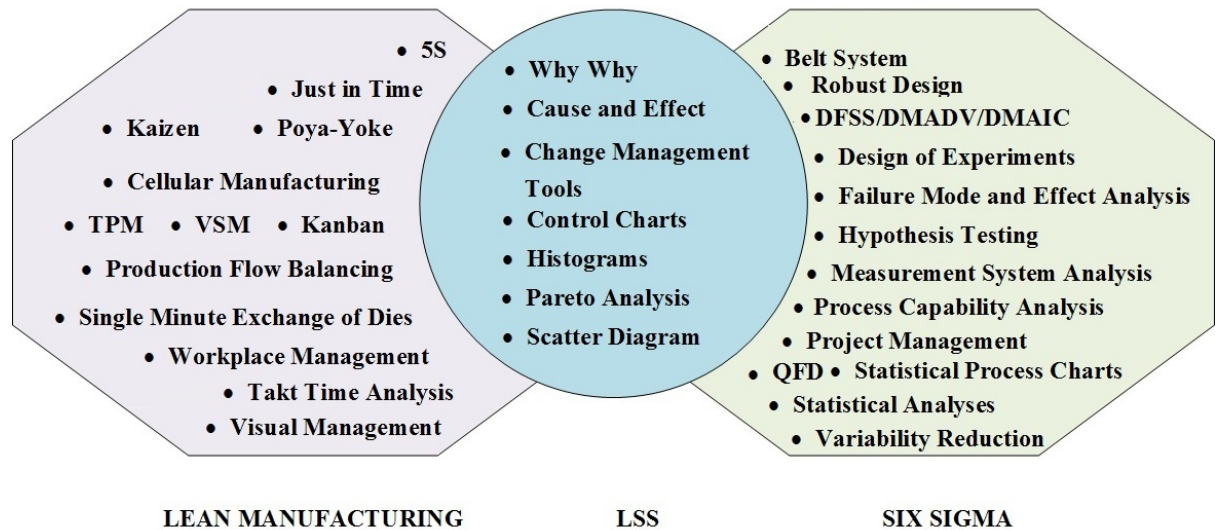 • 5S
• Just in Time
• Kaizen • Poya-Yoke
• Cellular Manufacturing
• TPM • VSM • Kanban
• Production Flow Balancing
• Single Minute Exchange of Dies
• Workplace Management
• Takt Time Analysis
• Visual Management
• Why Why
• Cause and Effect
• Change Management
Tools
• Control Charts
• Histograms
• Pareto Analysis
• Scatter Diagram
• Belt System
• Robust Design
• DFSS/DMADV/DMAIC
• Design of Experiments
• Failure Mode and Effect Analysis
• Hypothesis Testing
• Measurement System Analysis
• Process Capability Analysis
• Project Management
• QFD • Statistical Process Charts
• Statistical Analyses
• Variability Reduction
LEAN MANUFACTURING LSS SIX SIGMA